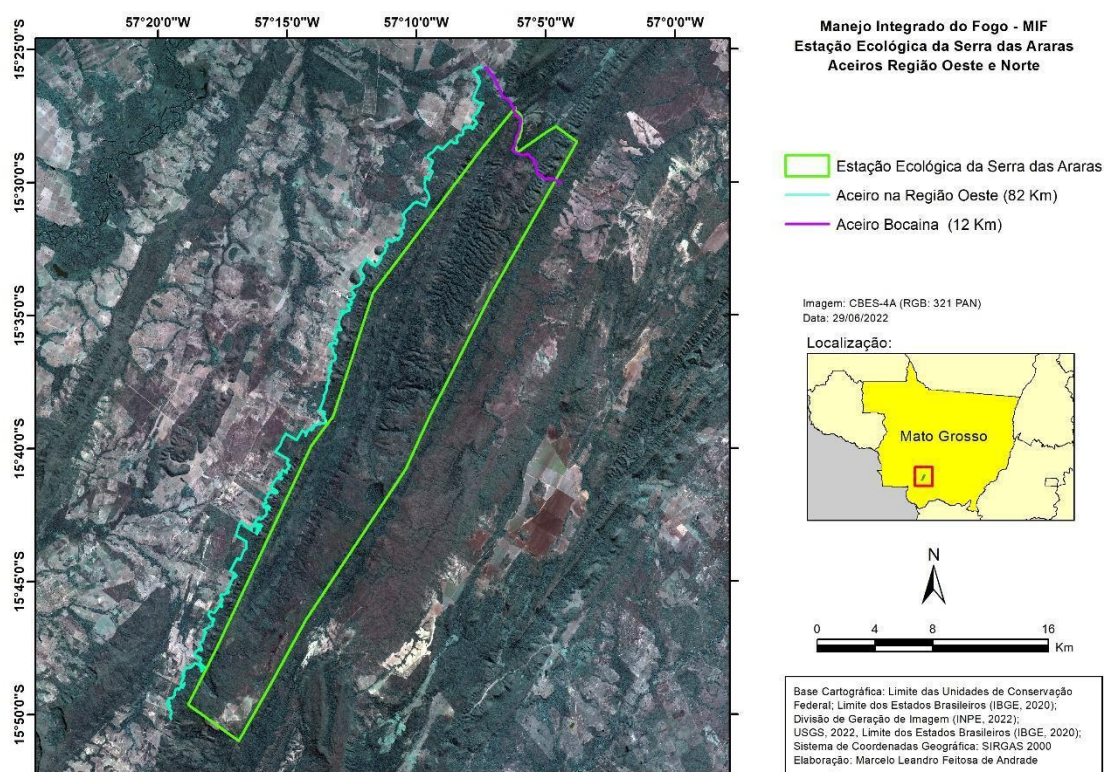 57°20'0"W 57°15'0"W 57°10'0"W 57°5'0"W 57°0'0"W
15°25'0"S
15°30'0"S
15°35'0"S
15°40'0"S
15°45'0"S
15°50'0"S
Manejo Integrado do Fogo - MIF
Estação Ecológica da Serra das Araras
Aceiros Região Oeste e Norte
Estação Ecológica da Serra das Araras
Aceiro na Região Oeste (82 Km)
Aceiro Bocaina (12 Km)
Imagem: CBES-4A (RGB: 321 PAN)
Data: 29/06/2022
Localização:
Mato Grosso
N
0 4 8 16
Km
Base Cartográfica: Limite das Unidades de Conservação
Federal; Limite dos Estados Brasileiros (IBGE, 2020);
Divisão de Geração de Imagem (INPE, 2022);
USGS, 2022, Limite dos Estados Brasileiros (IBGE, 2020);
Sistema de Coordenadas Geográfica: SIRGAS 2000
Elaboração: Marcelo Leandro Feitosa de Andrade